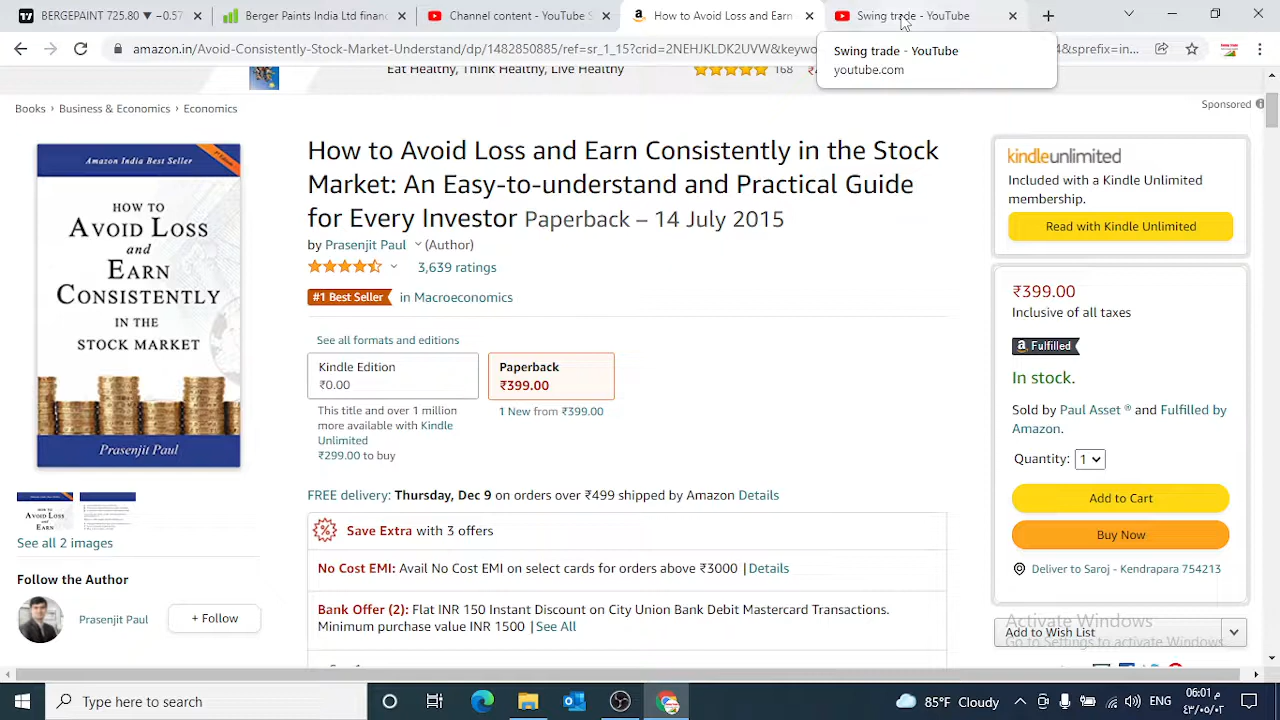 BERGEPAINT 725.80 ▼ −0.57
Berger Paints India Ltd financ
Channel content - YouTube S
How to Avoid Loss and Earn
Swing trade - YouTube
amazon.in/Avoid-Consistently-Stock-Market-Understand/dp/1482850885/ref=sr_1_15?crid=2NEHJKLDK2UVW&keywo
4&sprefix=in...
Swing trade - YouTube
youtube.com
Eat Healthy, Think Healthy, Live Healthy
168
Sponsored
Books › Business & Economics › Economics
Amazon India Best Seller
HOW TO
AVOID LOSS
and
EARN
CONSISTENTLY
IN THE
STOCK MARKET
Prasenjit Paul
See all 2 images
Follow the Author
Prasenjit Paul
+ Follow
How to Avoid Loss and Earn Consistently in the Stock
Market: An Easy-to-understand and Practical Guide
for Every Investor Paperback – 14 July 2015
by Prasenjit Paul (Author)
3,639 ratings
#1 Best Seller in Macroeconomics
See all formats and editions
Kindle Edition
₹0.00
This title and over 1 million
more available with Kindle
Unlimited
₹299.00 to buy
Paperback
₹399.00
1 New from ₹399.00
FREE delivery: Thursday, Dec 9 on orders over ₹499 shipped by Amazon Details
Save Extra with 3 offers
No Cost EMI: Avail No Cost EMI on select cards for orders above ₹3000 |Details
Bank Offer (2): Flat INR 150 Instant Discount on City Union Bank Debit Mastercard Transactions.
Minimum purchase value INR 1500 |See All
kindleunlimited
Included with a Kindle Unlimited
membership.
Read with Kindle Unlimited
₹399.00
Inclusive of all taxes
Fulfilled
In stock.
Sold by Paul Asset ® and Fulfilled by
Amazon.
Quantity: 1
Add to Cart
Buy Now
Deliver to Saroj - Kendrapara 754213
Activate Windows
Add to Wish List
Go to Settings to activate Windows.
Type here to search
85°F Cloudy
ENG